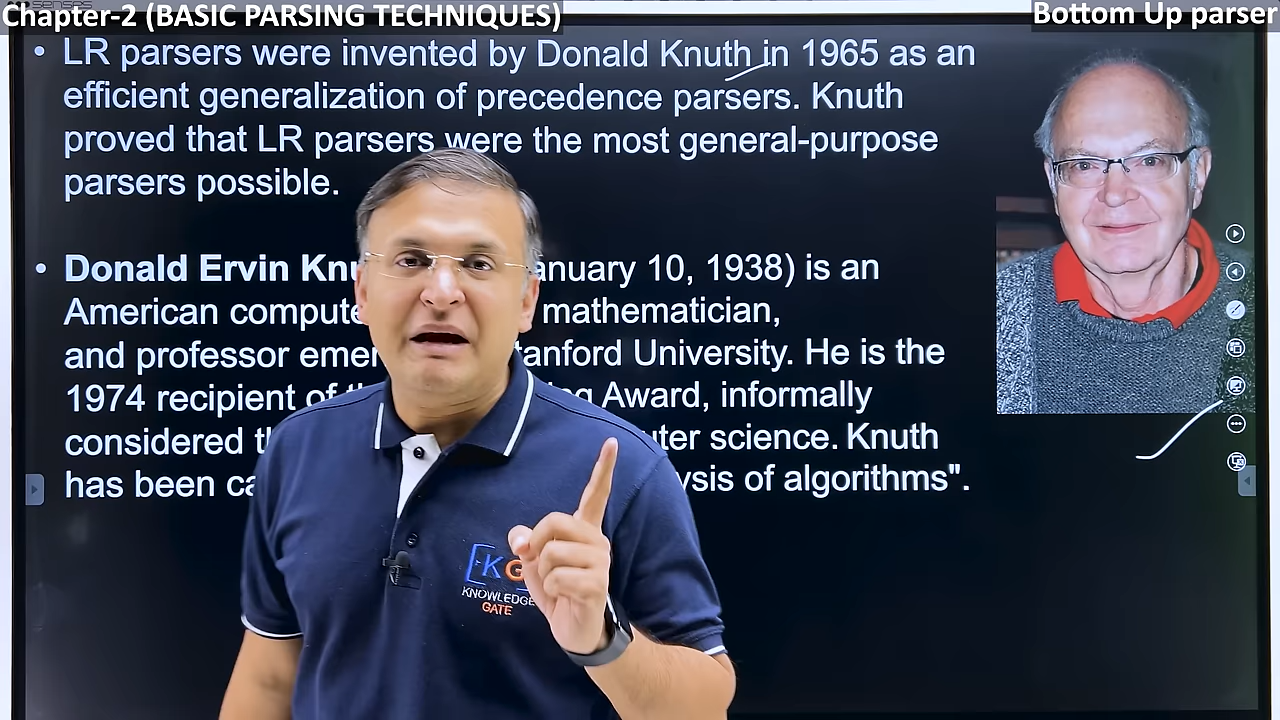 Chapter-2 (BASIC PARSING TECHNIQUES)
Bottom Up parser
• LR parsers were invented by Donald Knuth in 1965 as an
efficient generalization of precedence parsers. Knuth
proved that LR parsers were the most general-purpose
parsers possible.
• Donald Ervin Knu anuary 10, 1938) is an
American compute mathematician,
and professor emer tanford University. He is the
1974 recipient of ng Award, informally
considered uter science. Knuth
has been ca ysis of algorithms".
KG
KNOWLEDGE
GATE